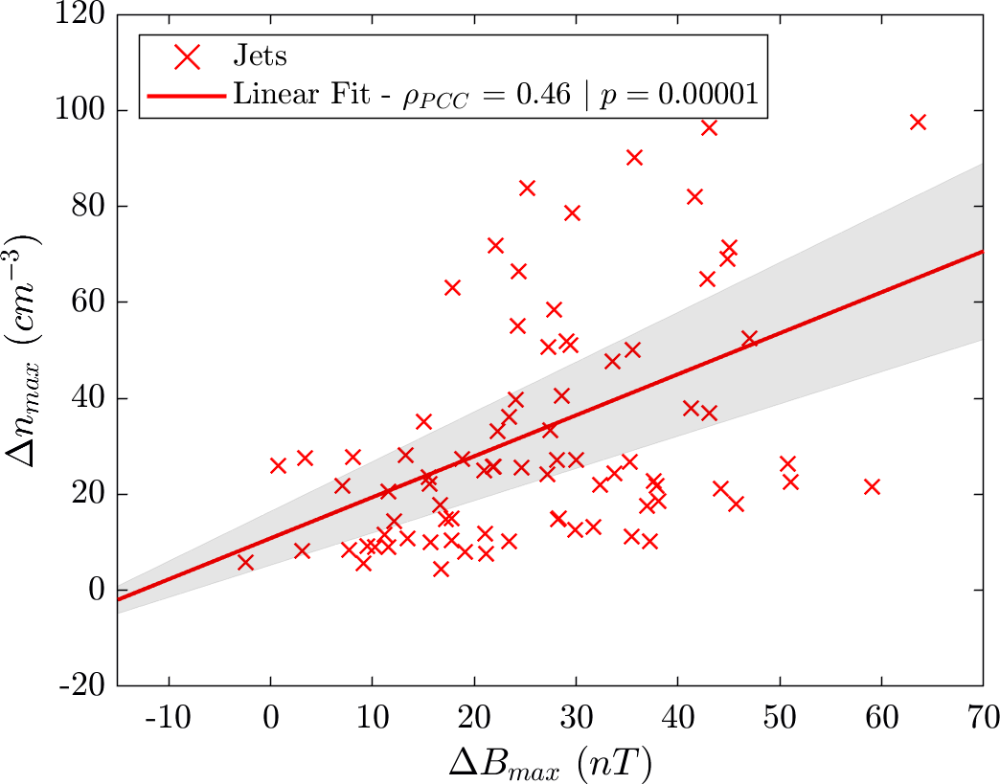 120
100
80
60
40
20
0
-20
Δn_max (cm⁻³)
Jets
Linear Fit - ρ_PCC = 0.46 | p = 0.00001
-10 0 10 20 30 40 50 60 70
ΔB_max (nT)